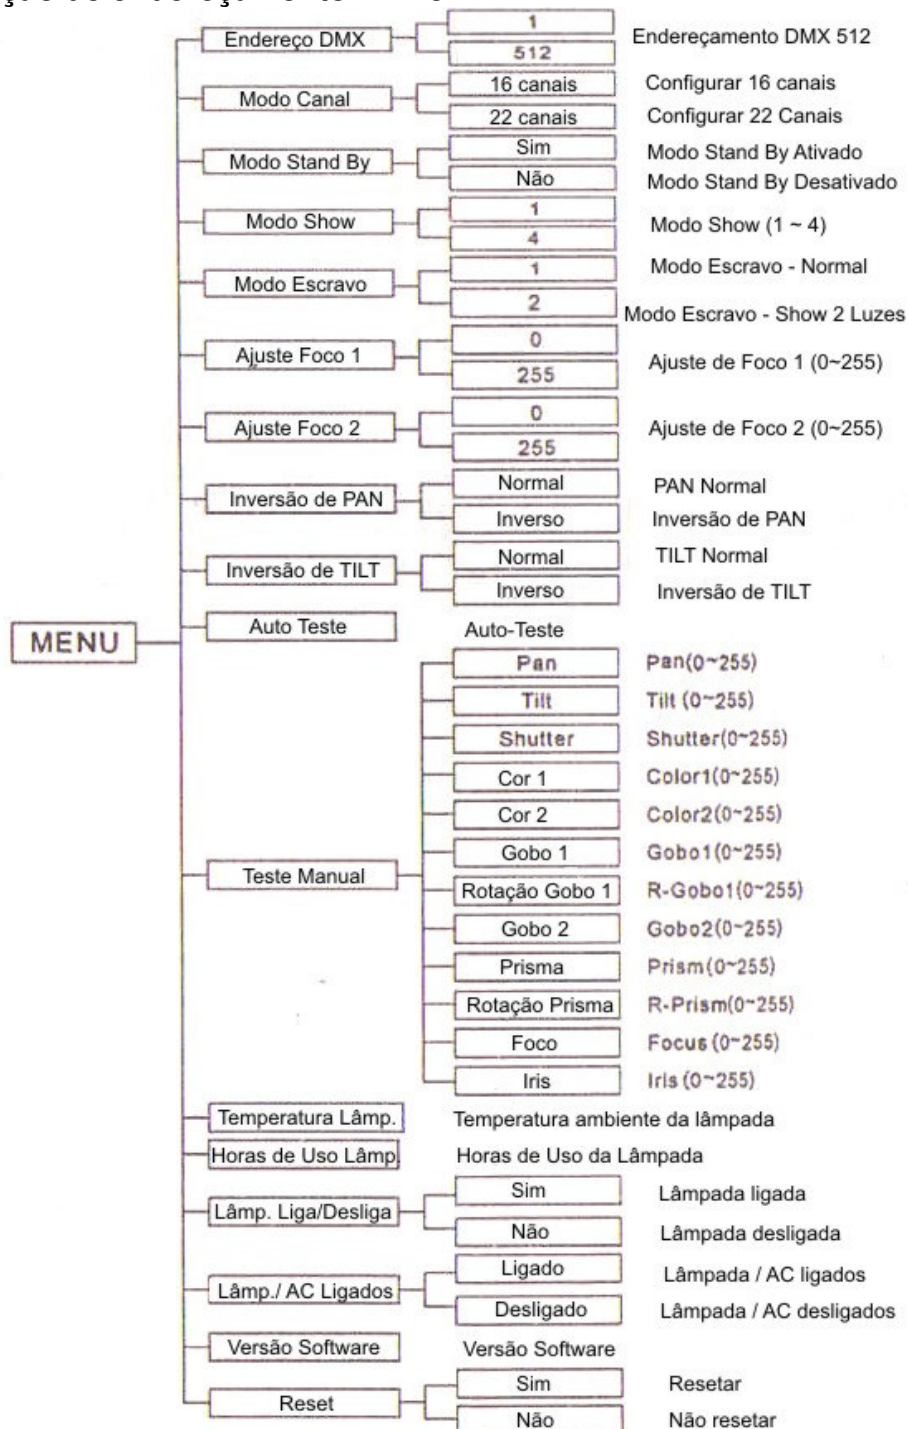 Endereço DMX
1
512
Endereçamento DMX 512
Modo Canal
16 canais
Configurar 16 canais
22 canais
Configurar 22 Canais
Modo Stand By
Sim
Modo Stand By Ativado
Não
Modo Stand By Desativado
Modo Show
1
4
Modo Show (1 ~ 4)
Modo Escravo
1
Modo Escravo - Normal
2
Modo Escravo - Show 2 Luzes
Ajuste Foco 1
0
255
Ajuste de Foco 1 (0~255)
Ajuste Foco 2
0
255
Ajuste de Foco 2 (0~255)
Inversão de PAN
Normal
PAN Normal
Inverso
Inversão de PAN
Inversão de TILT
Normal
TILT Normal
Inverso
Inversão de TILT
MENU
Auto Teste
Auto-Teste
Teste Manual
Pan
Pan(0~255)
Tilt
Tilt (0~255)
Shutter
Shutter(0~255)
Cor 1
Color1(0~255)
Cor 2
Color2(0~255)
Gobo 1
Gobo1(0~255)
Rotação Gobo 1
R-Gobo1(0~255)
Gobo 2
Gobo2(0~255)
Prisma
Prism(0~255)
Rotação Prisma
R-Prism(0~255)
Foco
Focus (0~255)
Iris
Iris (0~255)
Temperatura Lâmp.
Temperatura ambiente da lâmpada
Horas de Uso Lâmp.
Horas de Uso da Lâmpada
Lâmp. Liga/Desliga
Sim
Lâmpada ligada
Não
Lâmpada desligada
Lâmp./ AC Ligados
Ligado
Lâmpada / AC ligados
Desligado
Lâmpada / AC desligados
Versão Software
Versão Software
Reset
Sim
Resetar
Não
Não resetar